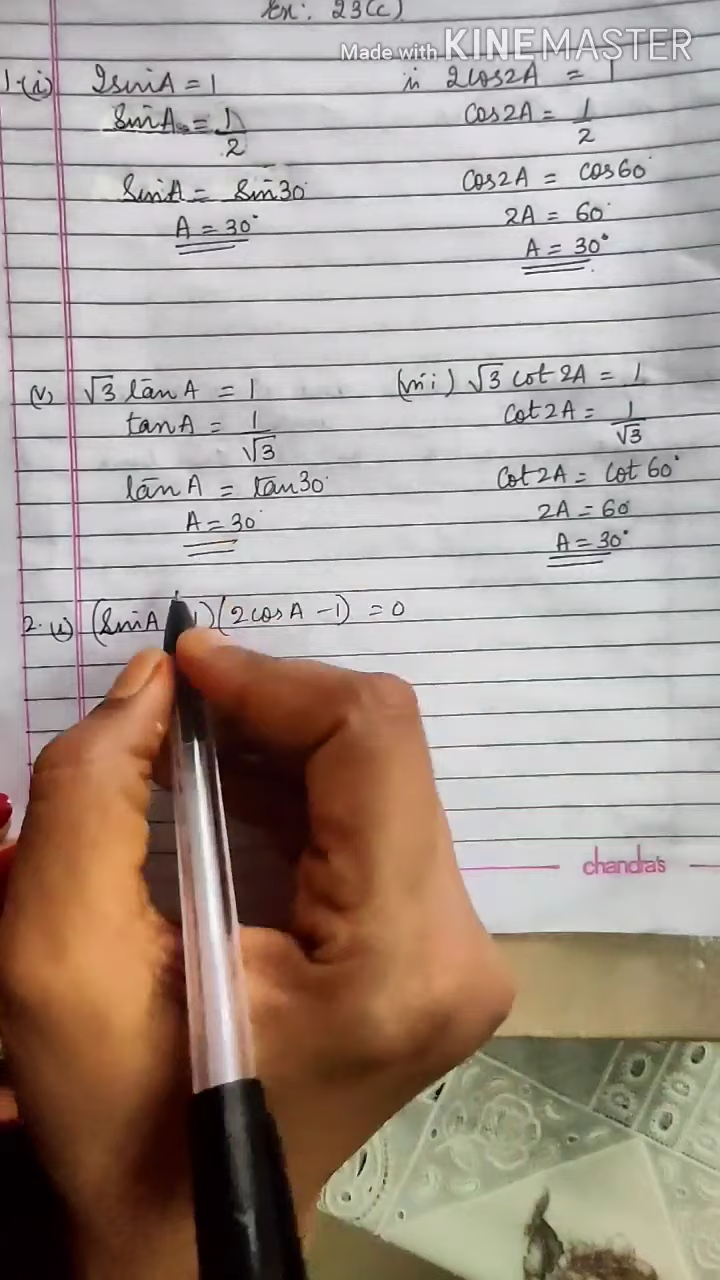 Ex: 23(c)
Made with KINEMASTER
1.(i) 2sinA = 1
sinA = 1/2
sinA = sin30°
A = 30°
ii 2cos2A = 1
cos2A = 1/2
cos2A = cos60°
2A = 60°
A = 30°
(v) √3 tanA = 1
tanA = 1/√3
tanA = tan30°
A = 30°
√3 cot2A = 1
cot2A = 1/√3
cot2A = cot60°
2A = 60
A = 30°
2. (sinA 1)(2cosA - 1) = 0
chandra's